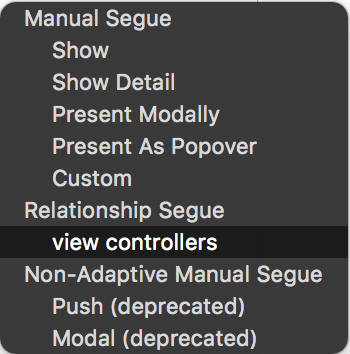 Manual Segue
Show
Show Detail
Present Modally
Present As Popover
Custom
Relationship Segue
view controllers
Non-Adaptive Manual Segue
Push (deprecated)
Modal (deprecated)